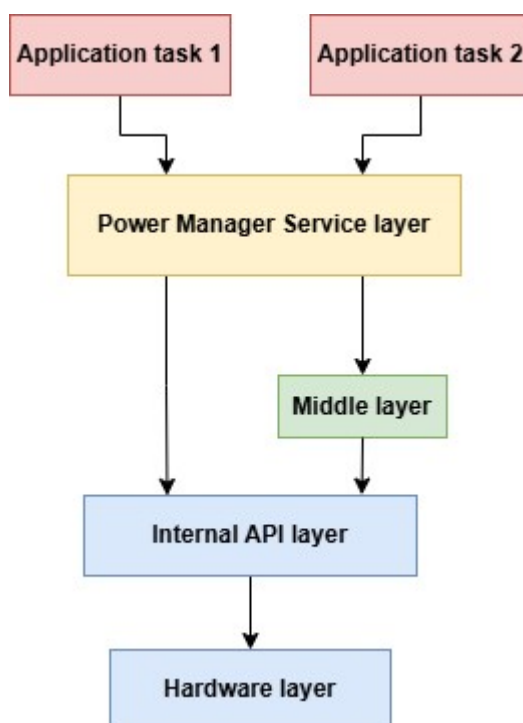 Application task 1
Application task 2
Power Manager Service layer
Middle layer
Internal API layer
Hardware layer